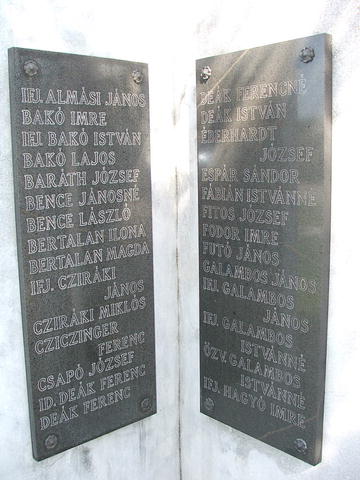 IFJ. ALMÁSI JÁNOS
BAKÓ IMRE
IFJ. BAKÓ ISTVÁN
BAKÓ LAJOS
BARÁTH JÓZSEF
BENCE JÁNOSNÉ
BENCE LÁSZLÓ
BERTALAN ILONA
BERTALAN MAGDA
IFJ. CZIRÁKI
JÁNOS
CZIRÁKI MIKLÓS
CZICZINGER
FERENC
CSAPÓ JÓZSEF
ID. DEÁK FERENC
DEÁK FERENC
DEÁK FERENCNÉ
DEÁK ISTVÁN
ÉBERHARDT
JÓZSEF
ESPÁR SÁNDOR
FÁBIÁN ISTVÁNNÉ
FITOS JÓZSEF
FODOR IMRE
FUTÓ JÁNOS
GALAMBOS JÁNOS
IFJ. GALAMBOS
JÁNOS
IFJ. GALAMBOS
ISTVÁNNÉ
ÖZV. GALAMBOS
ISTVÁNNÉ
IFJ. HAGYÓ IMRE